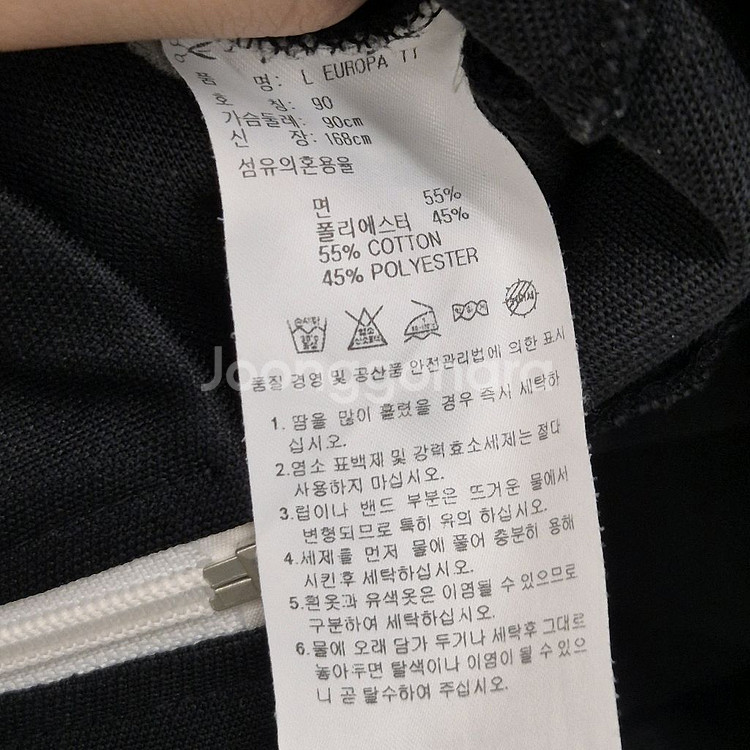 품 명: L EUROPA TT
호 칭: 90
가슴둘레: 90cm
신 장: 168cm
섬유의혼용율
면 55%
폴리에스터 45%
55% COTTON
45% POLYESTER
Joonggonara
품질 경영 및 공산품 안전관리법에 의한 표시
1. 땀을 많이 흘렸을 경우 즉시 세탁하
십시오.
2.염소 표백제 및 강력효소세제는 절대
사용하지 마십시오.
3.립이나 밴드 부분은 뜨거운 물에서
변형되므로 특히 유의 하십시오.
4.세제를 먼저 물에 풀어 충분히 용해
시킨후 세탁하십시오.
5.흰옷과 유색옷은 이염될 수 있으므로
구분하여 세탁하십시오.
6.물에 오래 담가 두거나 세탁후 그대로
놓아두면 탈색이나 이염이 될 수 있으
니 곧 탈수하여 주십시오.